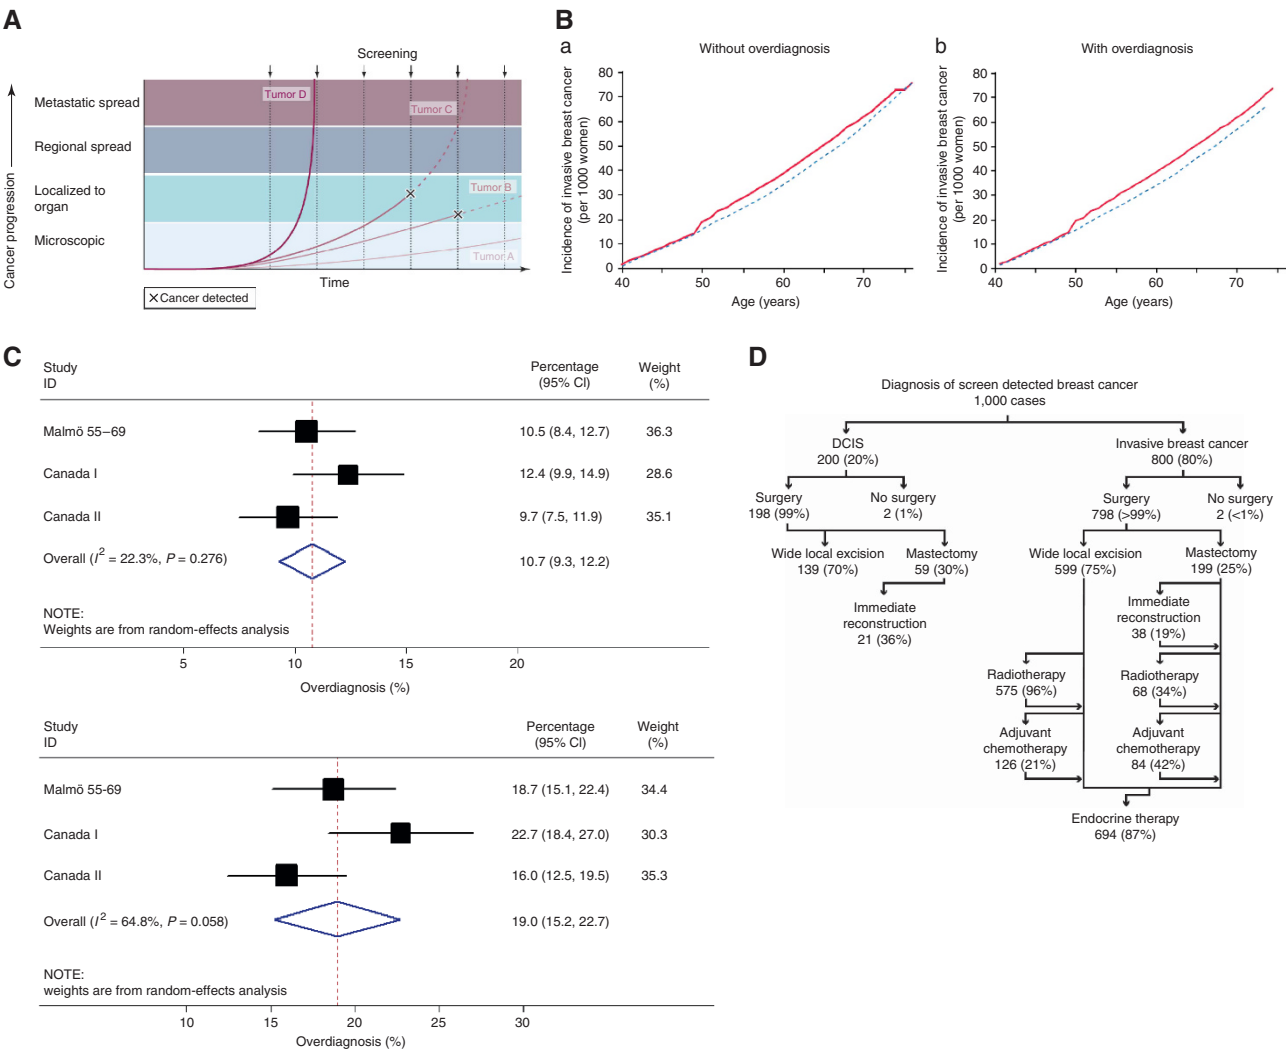 A
Screening
Cancer progression
Metastatic spread
Regional spread
Localized to
organ
Microscopic
Tumor D
Tumor C
Tumor B
Tumor A
Time
×Cancer detected
B
a
Without overdiagnosis
Incidence of invasive breast cancer
(per 1000 women)
80
70
60
50
40
30
20
10
0
40 50 60 70
Age (years)
b
With overdiagnosis
Incidence of invasive breast cancer
(per 1000 women)
80
70
60
50
40
30
20
10
0
40 50 60 70
Age (years)
C
Study Percentage Weight
ID (95% CI) (%)
Malmö 55–69 10.5 (8.4, 12.7) 36.3
Canada I 12.4 (9.9, 14.9) 28.6
Canada II 9.7 (7.5, 11.9) 35.1
Overall (I² = 22.3%, P = 0.276) 10.7 (9.3, 12.2)
NOTE:
Weights are from random-effects analysis
5 10 15 20
Overdiagnosis (%)
Study Percentage Weight
ID (95% CI) (%)
Malmö 55-69 18.7 (15.1, 22.4) 34.4
Canada I 22.7 (18.4, 27.0) 30.3
Canada II 16.0 (12.5, 19.5) 35.3
Overall (I² = 64.8%, P = 0.058) 19.0 (15.2, 22.7)
NOTE:
weights are from random-effects analysis
10 15 20 25 30
Overdiagnosis (%)
D
Diagnosis of screen detected breast cancer
1,000 cases
DCIS
200 (20%)
Invasive breast cancer
800 (80%)
Surgery
198 (99%)
No surgery
2 (1%)
Surgery
798 (>99%)
No surgery
2 (<1%)
Wide local excision
139 (70%)
Mastectomy
59 (30%)
Wide local excision
599 (75%)
Mastectomy
199 (25%)
Immediate
reconstruction
21 (36%)
Immediate
reconstruction
38 (19%)
Radiotherapy
575 (96%)
Radiotherapy
68 (34%)
Adjuvant
chemotherapy
126 (21%)
Adjuvant
chemotherapy
84 (42%)
Endocrine therapy
694 (87%)